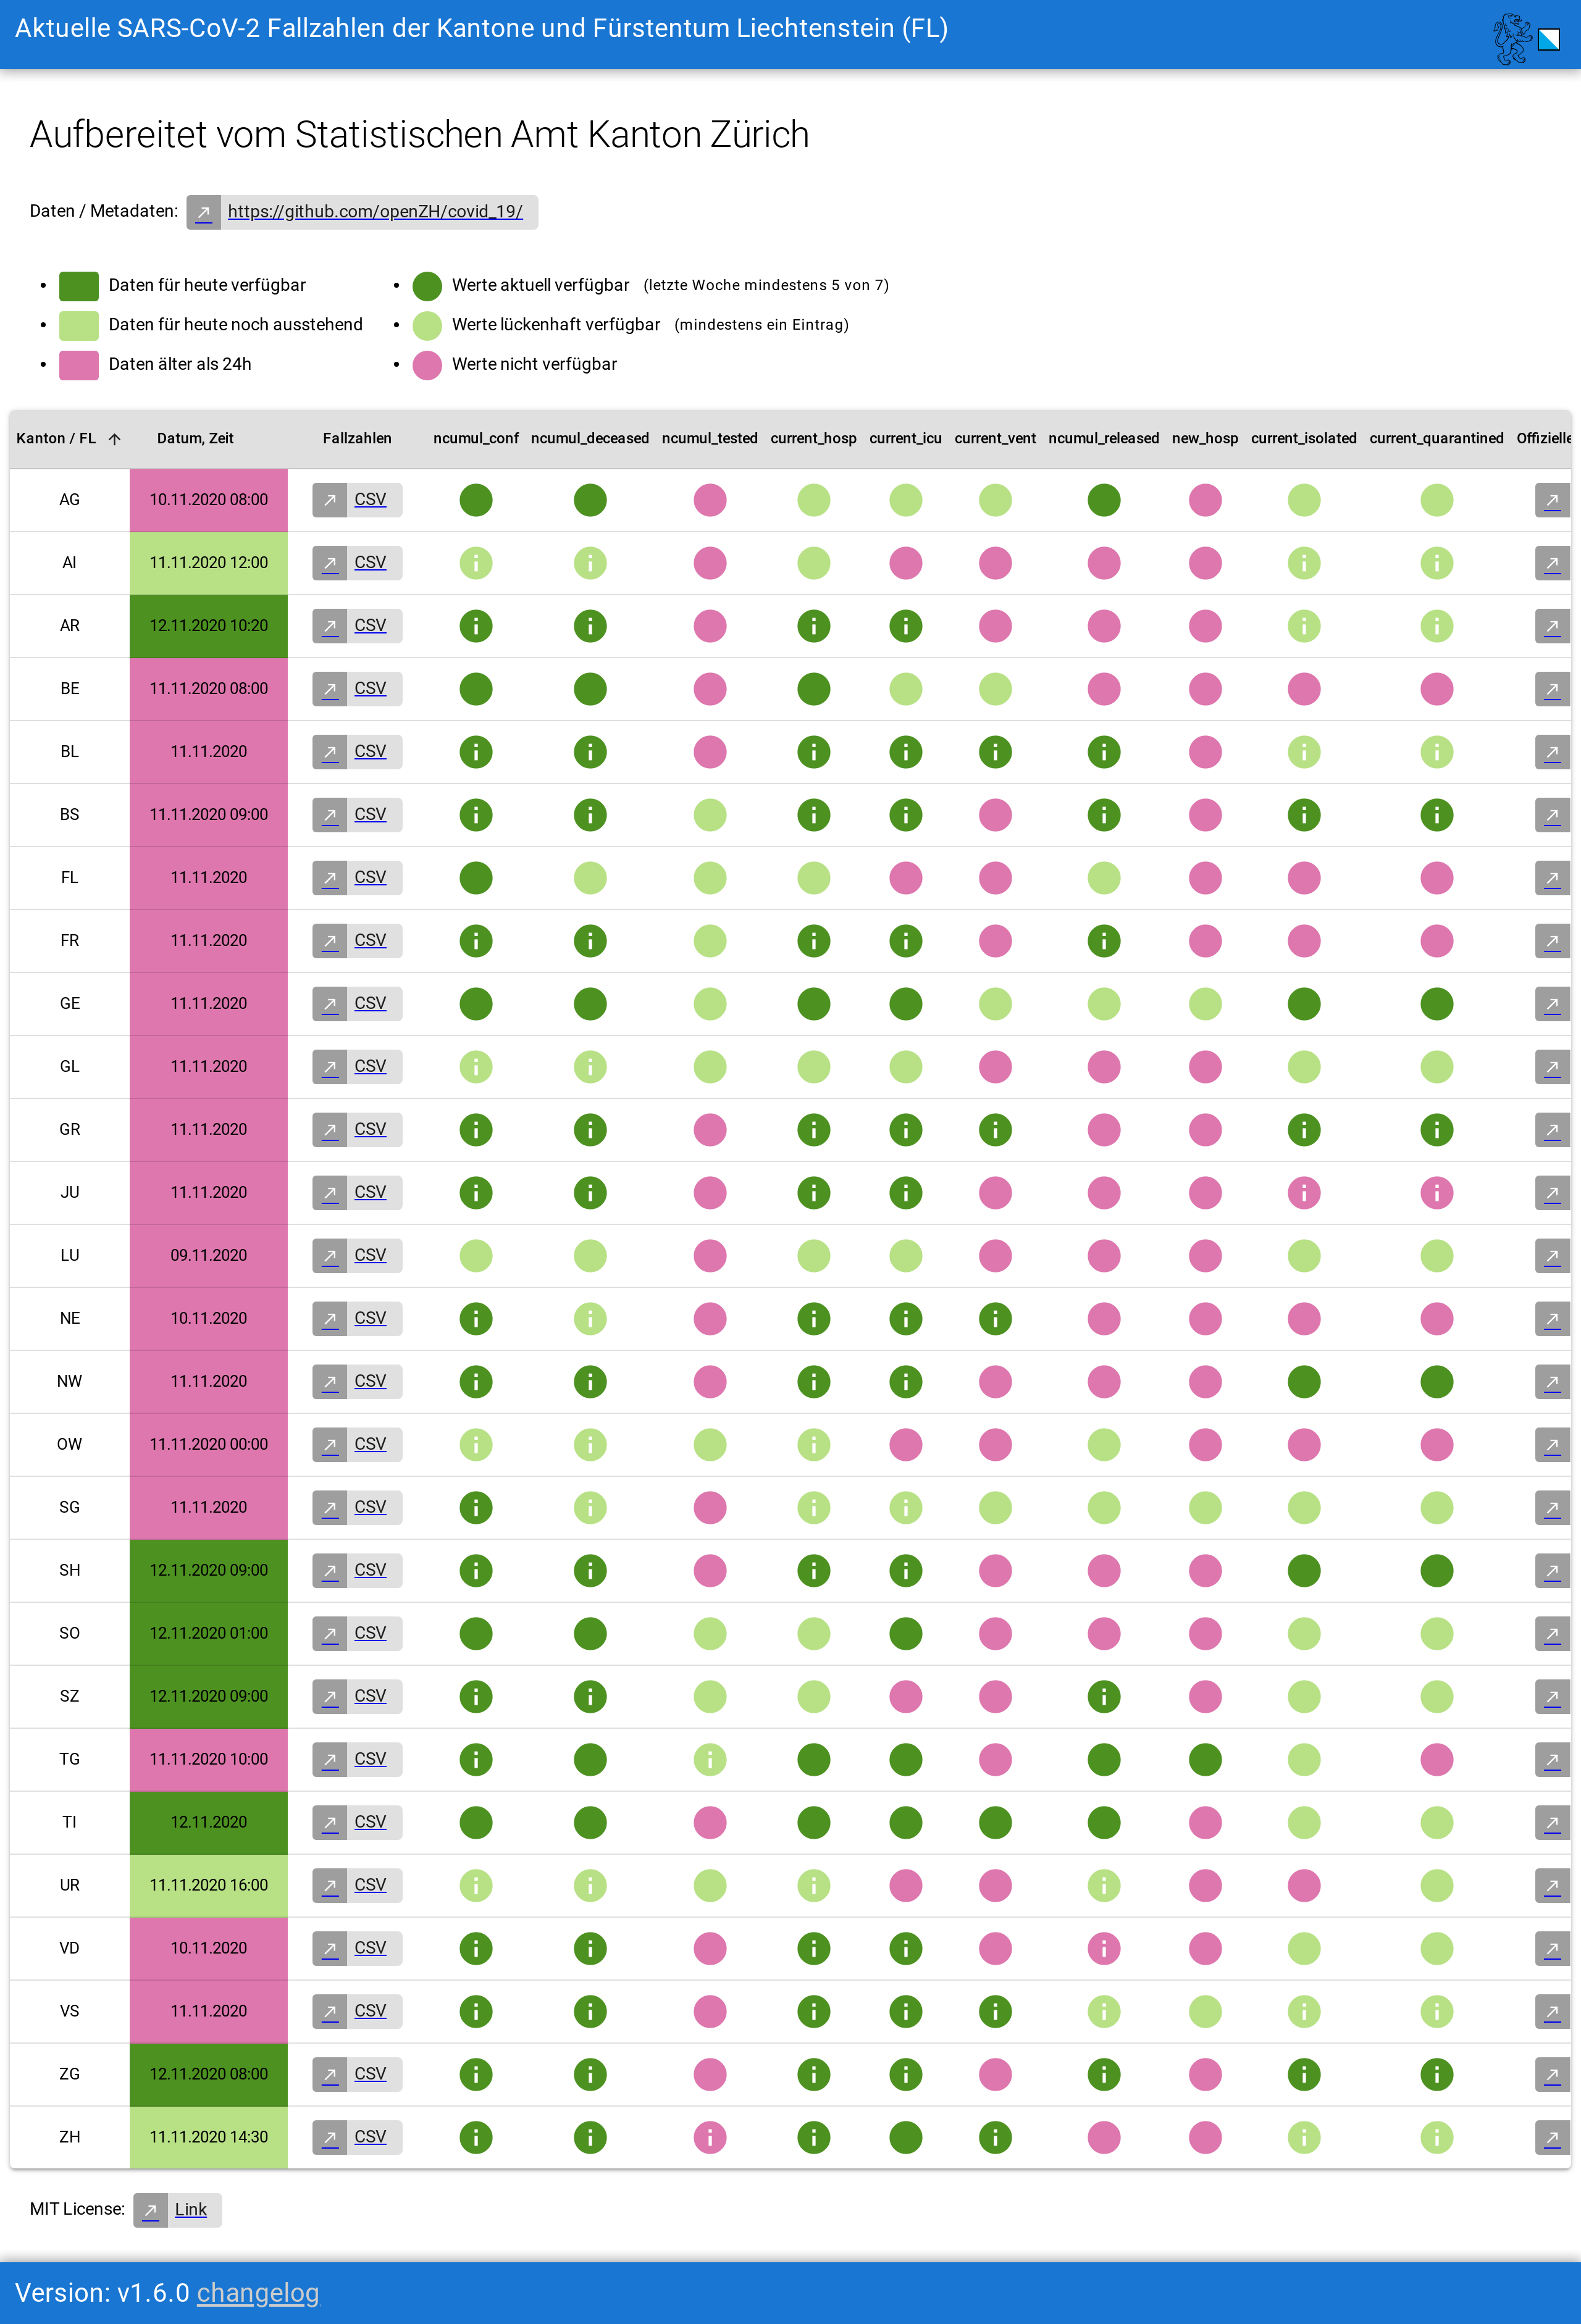 Aktuelle SARS-CoV-2 Fallzahlen der Kantone und Fürstentum Liechtenstein (FL)
Aufbereitet vom Statistischen Amt Kanton Zürich
Daten / Metadaten: https://github.com/openZH/covid_19/
Daten für heute verfügbar
Daten für heute noch ausstehend
Daten älter als 24h
Werte aktuell verfügbar (letzte Woche mindestens 5 von 7)
Werte lückenhaft verfügbar (mindestens ein Eintrag)
Werte nicht verfügbar
Kanton / FL Datum, Zeit Fallzahlen ncumul_conf ncumul_deceased ncumul_tested current_hosp current_icu current_vent ncumul_released new_hosp current_isolated current_quarantined Offizielle
AG 10.11.2020 08:00 CSV
AI 11.11.2020 12:00 CSV
AR 12.11.2020 10:20 CSV
BE 11.11.2020 08:00 CSV
BL 11.11.2020 CSV
BS 11.11.2020 09:00 CSV
FL 11.11.2020 CSV
FR 11.11.2020 CSV
GE 11.11.2020 CSV
GL 11.11.2020 CSV
GR 11.11.2020 CSV
JU 11.11.2020 CSV
LU 09.11.2020 CSV
NE 10.11.2020 CSV
NW 11.11.2020 CSV
OW 11.11.2020 00:00 CSV
SG 11.11.2020 CSV
SH 12.11.2020 09:00 CSV
SO 12.11.2020 01:00 CSV
SZ 12.11.2020 09:00 CSV
TG 11.11.2020 10:00 CSV
TI 12.11.2020 CSV
UR 11.11.2020 16:00 CSV
VD 10.11.2020 CSV
VS 11.11.2020 CSV
ZG 12.11.2020 08:00 CSV
ZH 11.11.2020 14:30 CSV
MIT License: Link
Version: v1.6.0 changelog